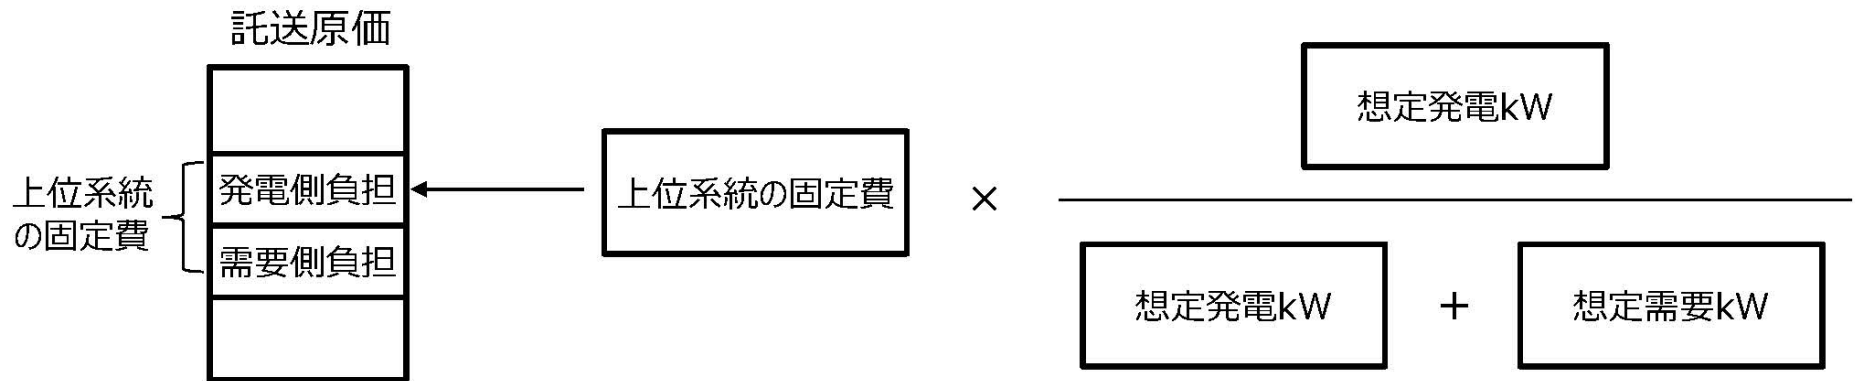 託送原価
上位系統
の固定費
発電側負担
需要側負担
上位系統の固定費
×
想定発電kW
想定発電kW
+
想定需要kW